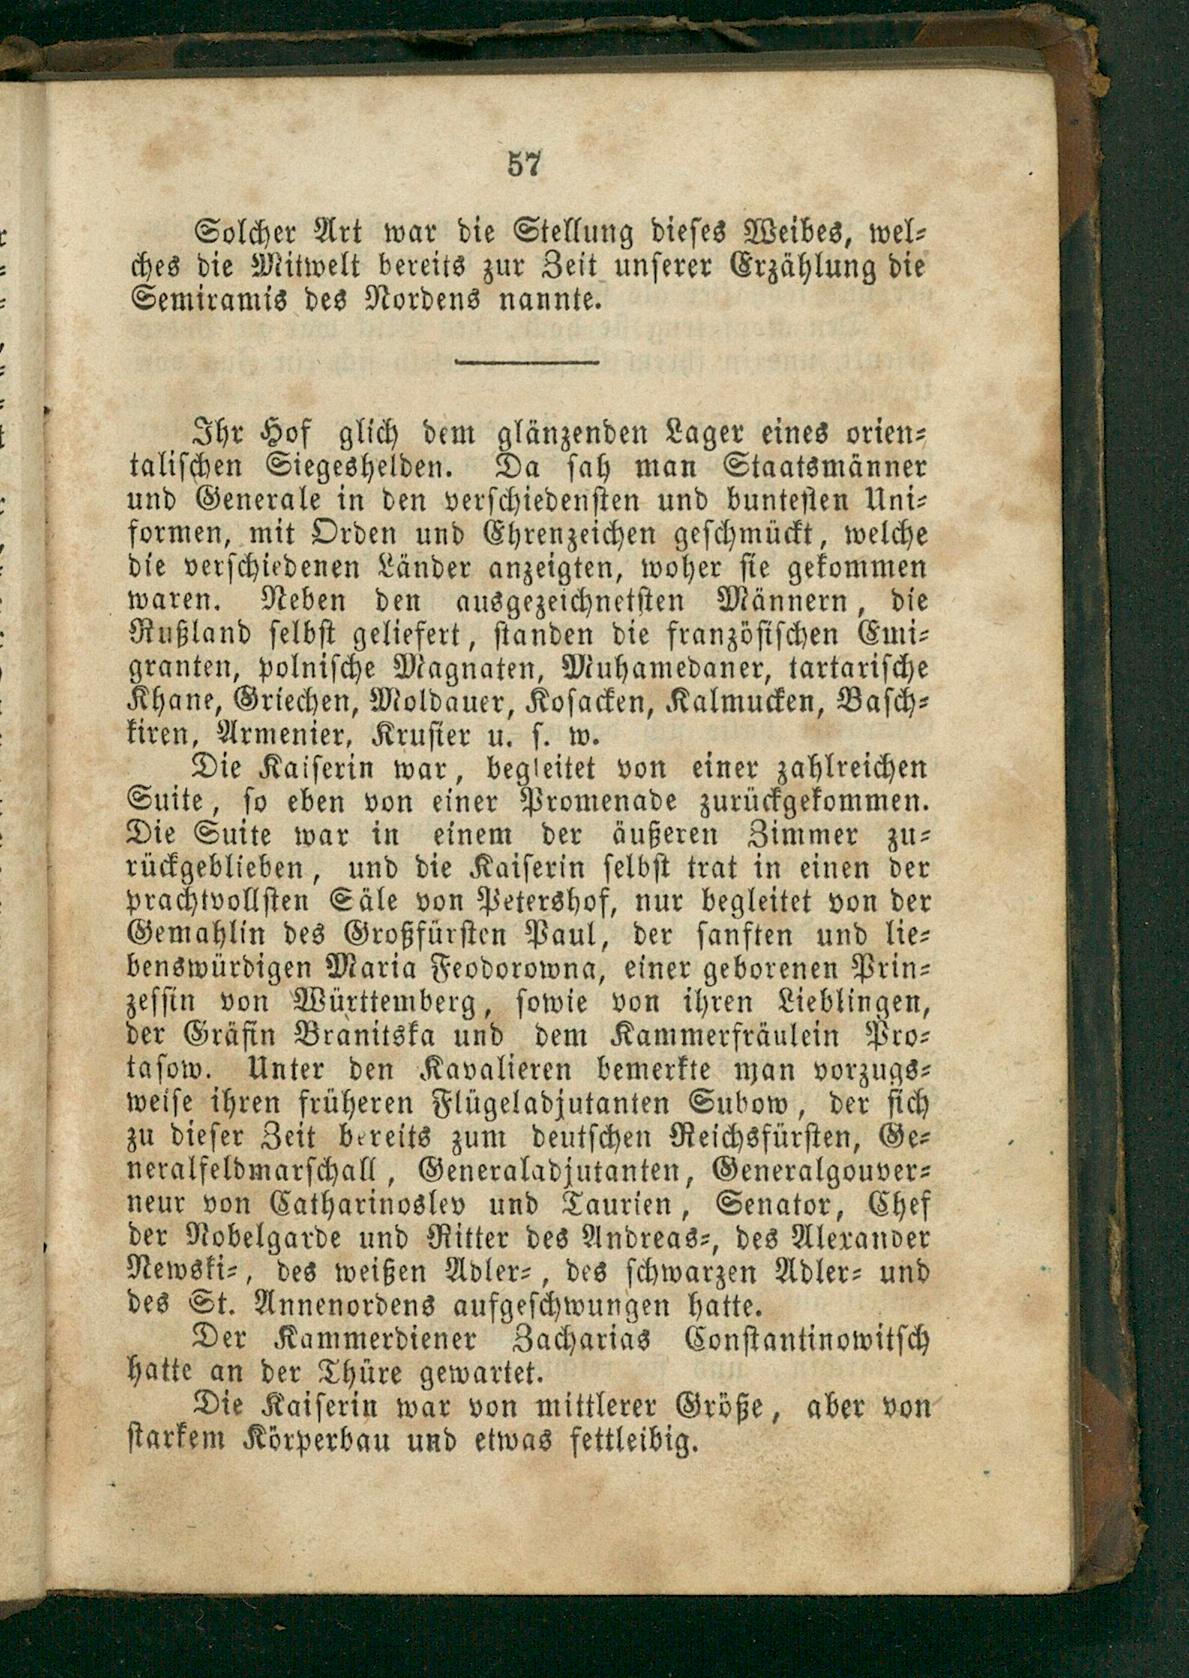 57
Solcher Art war die Stellung dieses Weibes, wel-
ches die Mitwelt bereits zur Zeit unserer Erzählung die
Semiramis des Nordens nannte.
Ihr Hof glich dem glänzenden Lager eines orien-
talischen Siegeshelden. Da sah man Staatsmänner
und Generale in den verschiedensten und buntesten Uni-
formen, mit Orden und Ehrenzeichen geschmückt, welche
die verschiedenen Länder anzeigten, woher sie gekommen
waren. Neben den ausgezeichnetsten Männern, die
Rußland selbst geliefert, standen die französischen Emi-
granten, polnische Magnaten, Muhamedaner, tartarische
Khane, Griechen, Moldauer, Kosacken, Kalmucken, Basch-
kiren, Armenier, Krusier u. s. w.
Die Kaiserin war, begleitet von einer zahlreichen
Suite, so eben von einer Promenade zurückgekommen.
Die Suite war in einem der äußeren Zimmer zu-
rückgeblieben, und die Kaiserin selbst trat in einen der
prachtvollsten Säle von Petershof, nur begleitet von der
Gemahlin des Großfürsten Paul, der sanften und lie-
benswürdigen Maria Feodorowna, einer geborenen Prin-
zessin von Württemberg, sowie von ihren Lieblingen,
der Gräfin Branitska und dem Kammerfräulein Pro-
tasow. Unter den Kavalieren bemerkte man vorzugs-
weise ihren früheren Flügeladjutanten Subow, der sich
zu dieser Zeit bereits zum deutschen Reichsfürsten, Ge-
neralfeldmarschall, Generaladjutanten, Generalgouver-
neur von Catharinoslev und Taurien, Senator, Chef
der Nobelgarde und Ritter des Andreas-, des Alexander
Newski-, des weißen Adler-, des schwarzen Adler- und
des St. Annenordens aufgeschwungen hatte.
Der Kammerdiener Zacharias Constantinowitsch
hatte an der Thüre gewartet.
Die Kaiserin war von mittlerer Größe, aber von
starkem Körperbau und etwas fettleibig.